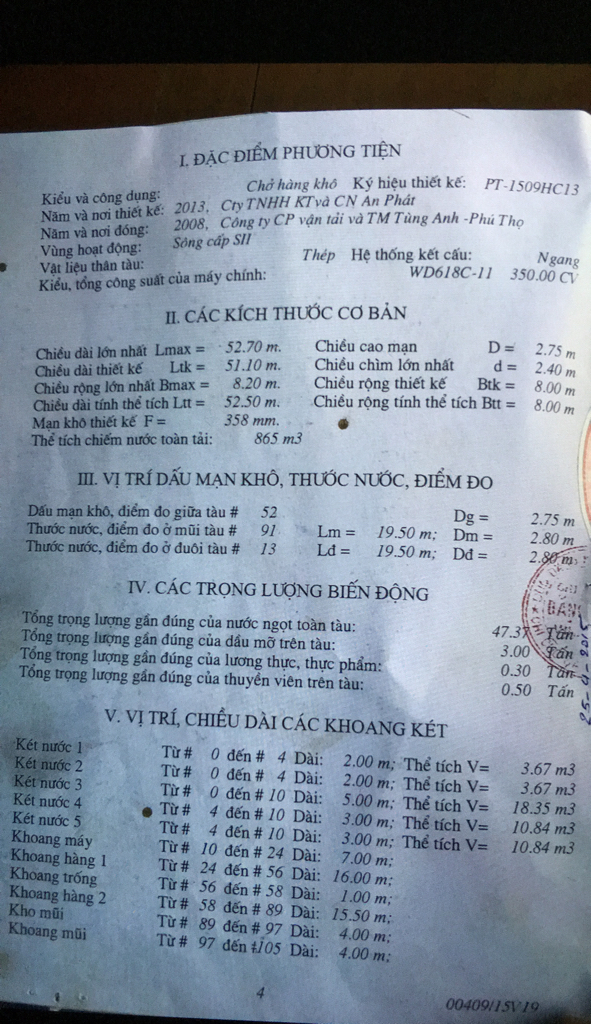 I. ĐẶC ĐIỂM PHƯƠNG TIỆN
Kiểu và công dụng: Chở hàng khô Ký hiệu thiết kế: PT-1509HC13
Năm và nơi thiết kế: 2013, Cty TNHH KT và CN An Phát
Năm và nơi đóng: 2008, Công ty CP vận tải và TM Tùng Anh -Phú Thọ
Vùng hoạt động: Sông cấp SII
Vật liệu thân tàu: Thép Hệ thống kết cấu: Ngang
Kiểu, tổng công suất của máy chính: WD618C-11 350.00 CV
II. CÁC KÍCH THƯỚC CƠ BẢN
Chiều dài lớn nhất Lmax = 52.70 m. Chiều cao mạn D = 2.75 m
Chiều dài thiết kế Ltk = 51.10 m. Chiều chìm lớn nhất d = 2.40 m
Chiều rộng lớn nhất Bmax = 8.20 m. Chiều rộng thiết kế Btk = 8.00 m
Chiều dài tính thể tích Ltt = 52.50 m. Chiều rộng tính thể tích Btt = 8.00 m
Mạn khô thiết kế F = 358 mm.
Thể tích chiếm nước toàn tải: 865 m3
III. VỊ TRÍ DẤU MẠN KHÔ, THƯỚC NƯỚC, ĐIỂM ĐO
Dấu mạn khô, điểm đo giữa tàu # 52 Dg = 2.75 m
Thước nước, điểm đo ở mũi tàu # 91 Lm = 19.50 m; Dm = 2.80 m
Thước nước, điểm đo ở đuôi tàu # 13 Lđ = 19.50 m; Dđ = 2.80 m
IV. CÁC TRỌNG LƯỢNG BIẾN ĐỘNG
Tổng trọng lượng gần đúng của nước ngọt toàn tàu: 47.37 Tấn
Tổng trọng lượng gần đúng của dầu mỡ trên tàu: 3.00 Tấn
Tổng trọng lượng gần đúng của lương thực, thực phẩm: 0.30 Tấn
Tổng trọng lượng gần đúng của thuyền viên trên tàu: 0.50 Tấn
V. VỊ TRÍ, CHIỀU DÀI CÁC KHOANG KÉT
Két nước 1 Từ # 0 đến # 4 Dài: 2.00 m; Thể tích V= 3.67 m3
Két nước 2 Từ # 0 đến # 4 Dài: 2.00 m; Thể tích V= 3.67 m3
Két nước 3 Từ # 0 đến # 10 Dài: 5.00 m; Thể tích V= 18.35 m3
Két nước 4 Từ # 4 đến # 10 Dài: 3.00 m; Thể tích V= 10.84 m3
Két nước 5 Từ # 4 đến # 10 Dài: 3.00 m; Thể tích V= 10.84 m3
Khoang máy Từ # 10 đến # 24 Dài: 7.00 m;
Khoang hàng 1 Từ # 24 đến # 56 Dài: 16.00 m;
Khoang trống Từ # 56 đến # 58 Dài: 1.00 m;
Khoang hàng 2 Từ # 58 đến # 89 Dài: 15.50 m;
Kho mũi Từ # 89 đến # 97 Dài: 4.00 m;
Khoang mũi Từ # 97 đến #105 Dài: 4.00 m;
4
00409/15V19